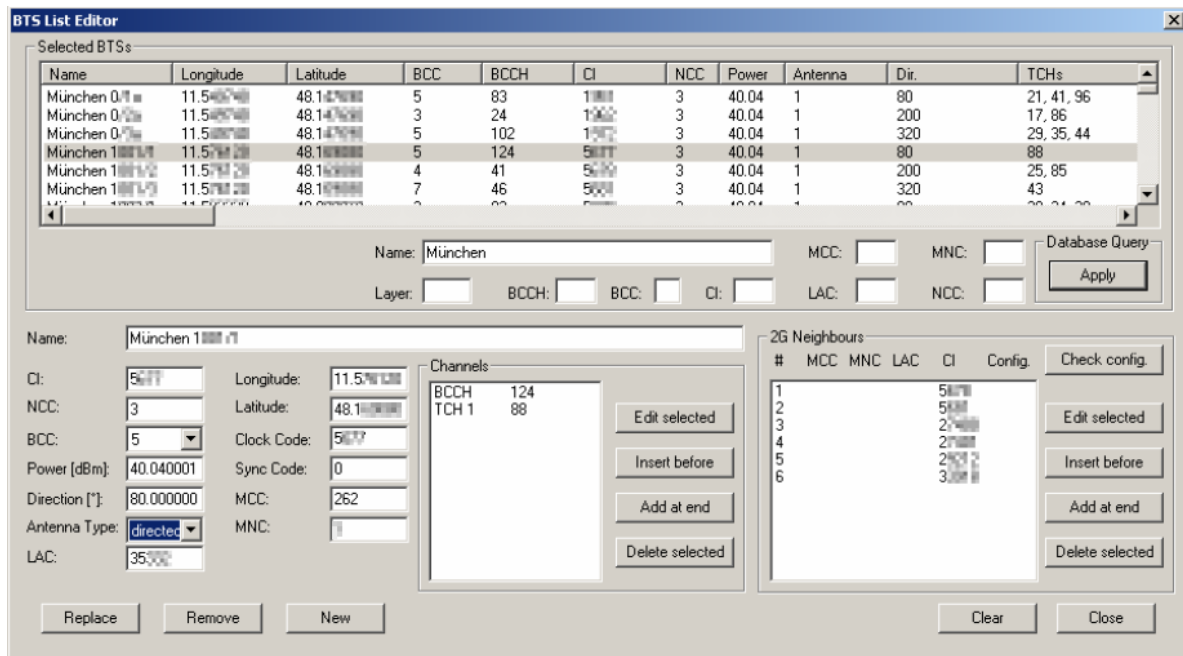 BTS List Editor
Selected BTSs
Name Longitude Latitude BCC BCCH CI NCC Power Antenna Dir. TCHs
München 5 83 3 40.04 1 80 21, 41, 96
München 3 24 3 40.04 1 200 17, 86
München 5 102 3 40.04 1 320 29, 35, 44
München 5 124 3 40.04 1 80 88
München 4 41 3 40.04 1 200 25, 85
München 7 46 3 40.04 1 320 43
Name: München MCC: MNC: Database Query
Layer: BCCH: BCC: CI: LAC: NCC: Apply
Name: München
CI:
NCC: 3
BCC: 5
Power [dBm]: 40.040001
Direction [°]: 80.000000
Antenna Type: directed
LAC:
Longitude:
Latitude:
Clock Code:
Sync Code: 0
MCC: 262
MNC:
Channels
BCCH 124
TCH 1 88
Edit selected
Insert before
Add at end
Delete selected
2G Neighbours
# MCC MNC LAC CI Config.
1
2
3
4
5
6
Check config.
Edit selected
Insert before
Add at end
Delete selected
Replace Remove New Clear Close